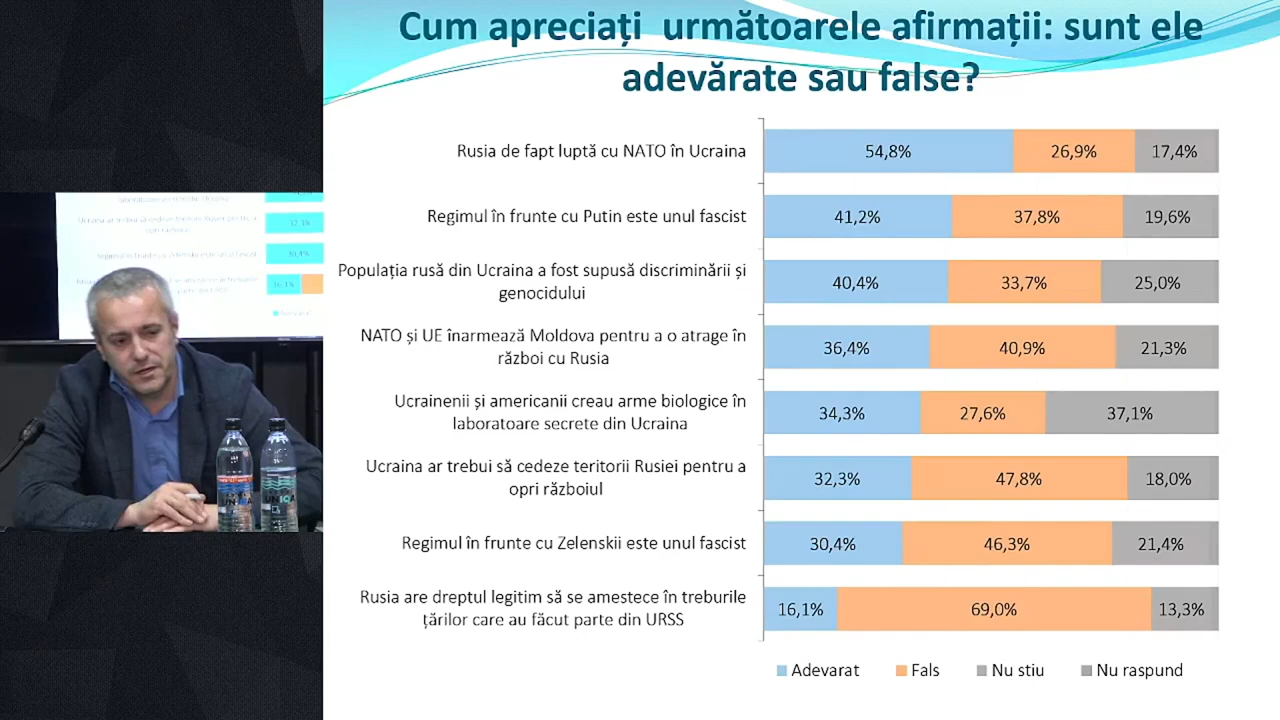 Cum apreciați următoarele afirmații: sunt ele
adevărate sau false?
Rusia de fapt luptă cu NATO în Ucraina
54,8% 26,9% 17,4%
Regimul în frunte cu Putin este unul fascist
41,2% 37,8% 19,6%
Populația rusă din Ucraina a fost supusă discriminării și
genocidului
40,4% 33,7% 25,0%
NATO și UE înarmează Moldova pentru a o atrage în
război cu Rusia
36,4% 40,9% 21,3%
Ucrainenii și americanii creau arme biologice în
laboratoare secrete din Ucraina
34,3% 27,6% 37,1%
Ucraina ar trebui să cedeze teritorii Rusiei pentru a
opri războiul
32,3% 47,8% 18,0%
Regimul în frunte cu Zelenskii este unul fascist
30,4% 46,3% 21,4%
Rusia are dreptul legitim să se amestece în treburile
țărilor care au făcut parte din URSS
16,1% 69,0% 13,3%
Adevarat Fals Nu stiu Nu raspund